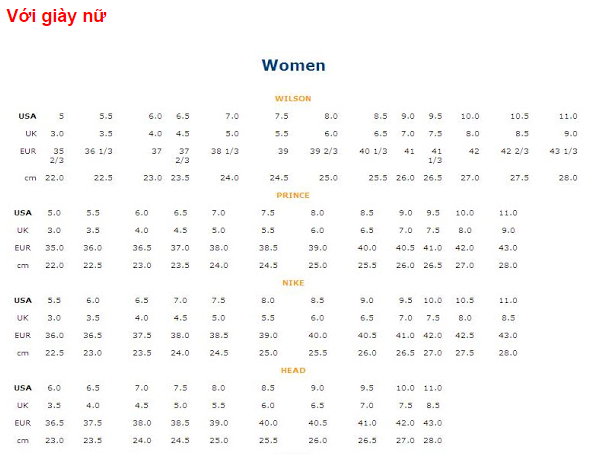 Với giày nữ
Women
WILSON
USA 5 5.5 6.0 6.5 7.0 7.5 8.0 8.5 9.0 9.5 10.0 10.5 11.0
UK 3.0 3.5 4.0 4.5 5.0 5.5 6.0 6.5 7.0 7.5 8.0 8.5 9.0
EUR 35 2/3 36 1/3 37 37 2/3 38 1/3 39 39 2/3 40 1/3 41 41 1/3 42 42 2/3 43 1/3
cm 22.0 22.5 23.0 23.5 24.0 24.5 25.0 25.5 26.0 26.5 27.0 27.5 28.0
PRINCE
USA 5.0 5.5 6.0 6.5 7.0 7.5 8.0 8.5 9.0 9.5 10.0 11.0
UK 3.0 3.5 4.0 4.5 5.0 5.5 6.0 6.5 7.0 7.5 8.0 9.0
EUR 35.0 36.0 36.5 37.0 38.0 38.5 39.0 40.0 40.5 41.0 42.0 43.0
cm 22.0 22.5 23.0 23.5 24.0 24.5 25.0 25.5 26.0 26.5 27.0 28.0
NIKE
USA 5.5 6.0 6.5 7.0 7.5 8.0 8.5 9.0 9.5 10.0 10.5 11.0
UK 3.0 3.5 4.0 4.5 5.0 5.5 6.0 6.5 7.0 7.5 8.0 8.5
EUR 36.0 36.5 37.5 38.0 38.5 39.0 40.0 40.5 41.0 42.0 42.5 43.0
cm 22.5 23.0 23.5 24.0 24.5 25.0 25.5 26.0 26.5 27.0 27.5 28.0
HEAD
USA 6.0 6.5 7.0 7.5 8.0 8.5 9.0 9.5 10.0 11.0
UK 3.5 4.0 4.5 5.0 5.5 6.0 6.5 7.0 7.5 8.5
EUR 36.5 37.5 38.0 38.5 39.0 40.0 40.5 41.0 42.0 43.0
cm 23.0 23.5 24.0 24.5 25.0 25.5 26.0 26.5 27.0 28.0